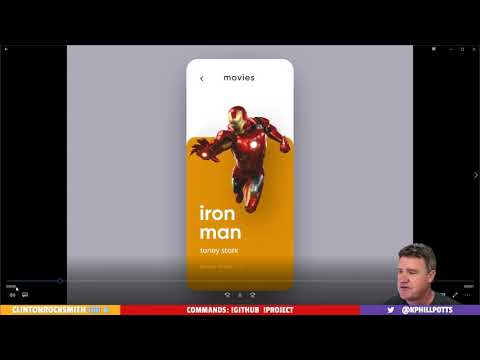 movies
iron
man
toney stark
CLINTONROCKSMITH
COMMANDS: !GITHUB !PROJECT
@KPHILLPOTTS